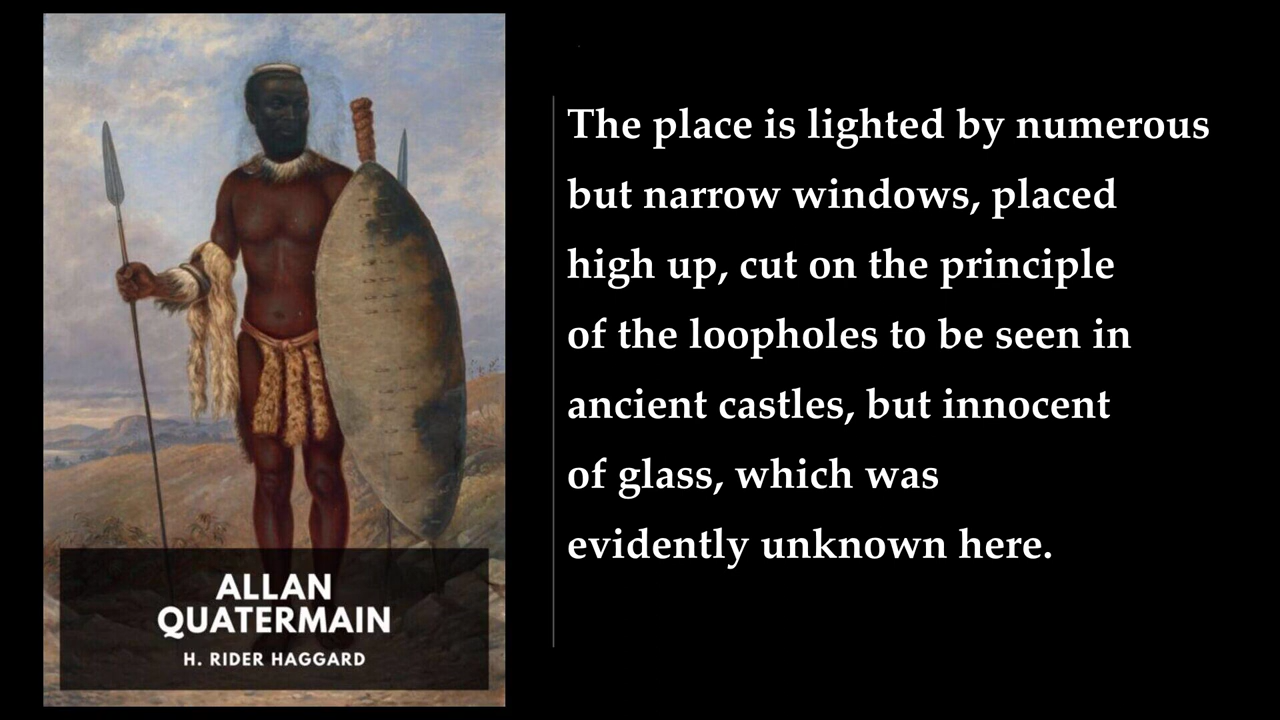 ALLAN
QUATERMAIN
H. RIDER HAGGARD
The place is lighted by numerous
but narrow windows, placed
high up, cut on the principle
of the loopholes to be seen in
ancient castles, but innocent
of glass, which was
evidently unknown here.